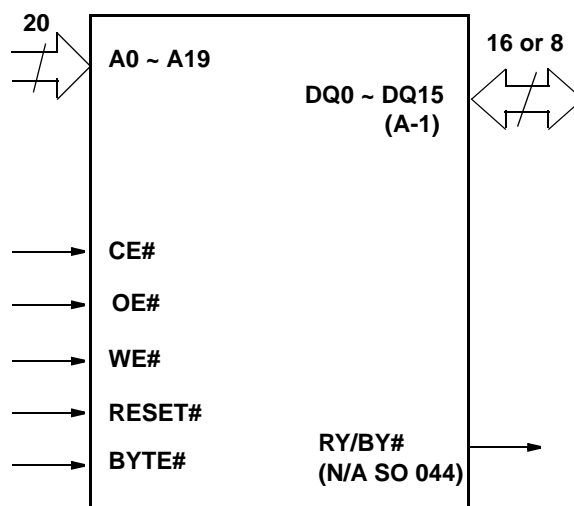 20
16 or 8
A0 ~ A19
DQ0 ~ DQ15
(A-1)
CE#
OE#
WE#
RESET#
BYTE#
RY/BY#
(N/A SO 044)